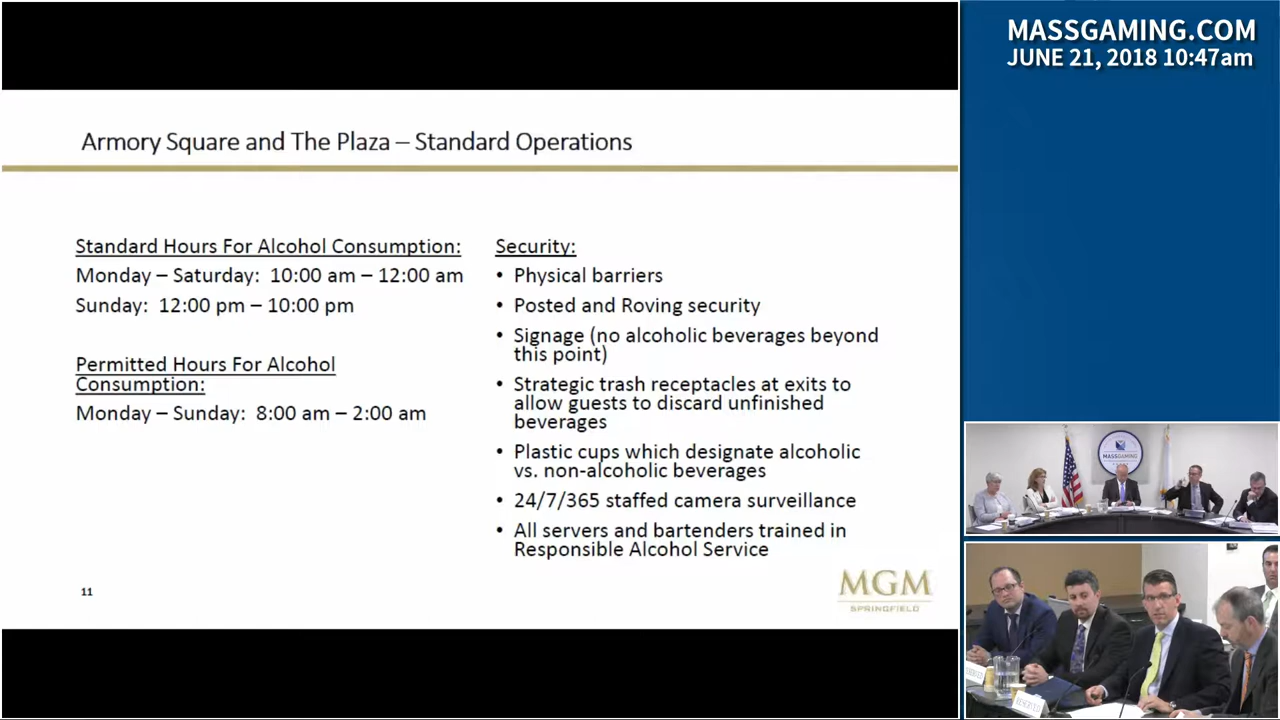 MASSGAMING.COM
JUNE 21, 2018 10:47am
Armory Square and The Plaza – Standard Operations
Standard Hours For Alcohol Consumption:
Monday – Saturday: 10:00 am – 12:00 am
Sunday: 12:00 pm – 10:00 pm
Permitted Hours For Alcohol
Consumption:
Monday – Sunday: 8:00 am – 2:00 am
Security:
• Physical barriers
• Posted and Roving security
• Signage (no alcoholic beverages beyond
this point)
• Strategic trash receptacles at exits to
allow guests to discard unfinished
beverages
• Plastic cups which designate alcoholic
vs. non-alcoholic beverages
• 24/7/365 staffed camera surveillance
• All servers and bartenders trained in
Responsible Alcohol Service
11
MGM
SPRINGFIELD
MASSGAMING
RESERVED
RESERVED